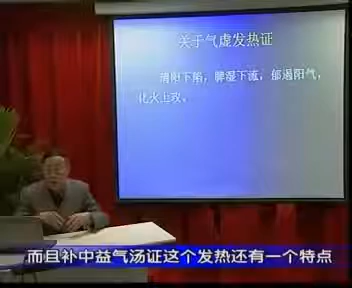 关于气虚发热证
清阳下陷，脾湿下流，郁遏阳气，
化火上攻。
而且补中益气汤证这个发热还有一个特点